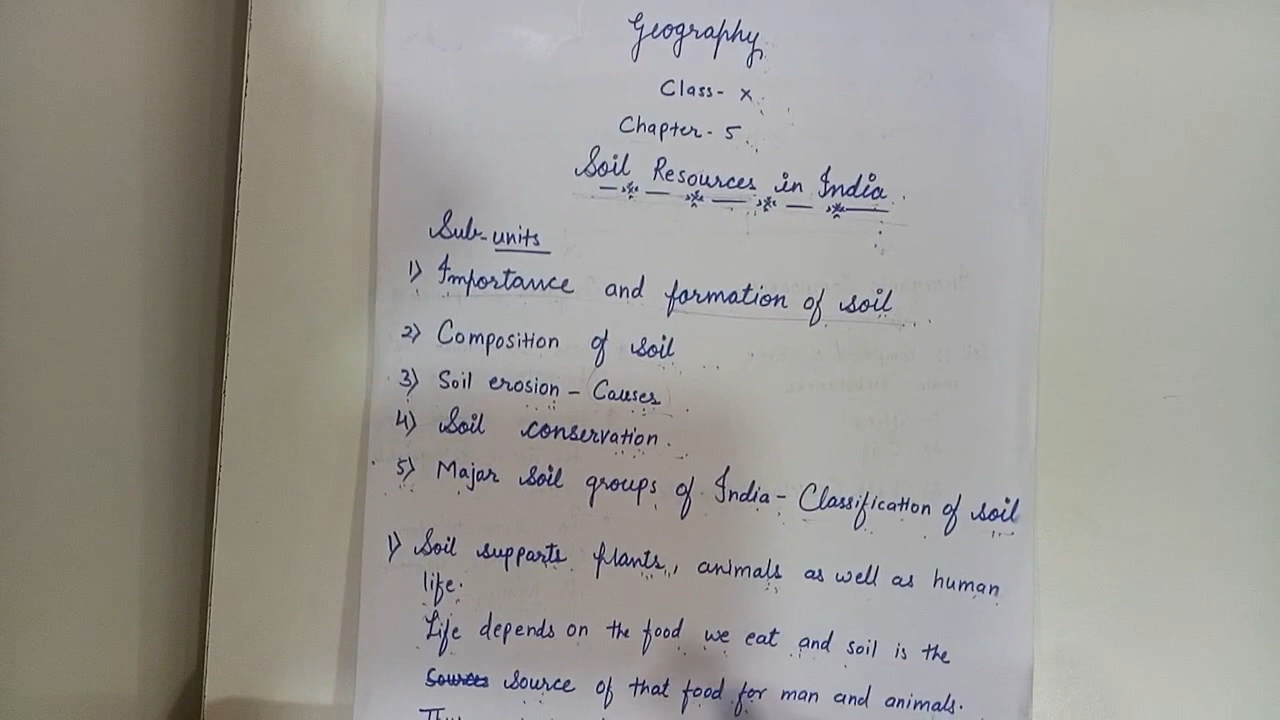 Geography
Class- X
Chapter- 5
Soil Resources in India.
Sub-units
1) Importance and formation of soil
2) Composition of soil
3) Soil erosion - Causes
4) Soil conservation.
5) Majar soil groups of India - Classification of soil
1) Soil supparts plants, animals as well as human
life.
Life depends on the food we eat and soil is the
source of that food for man and animals.